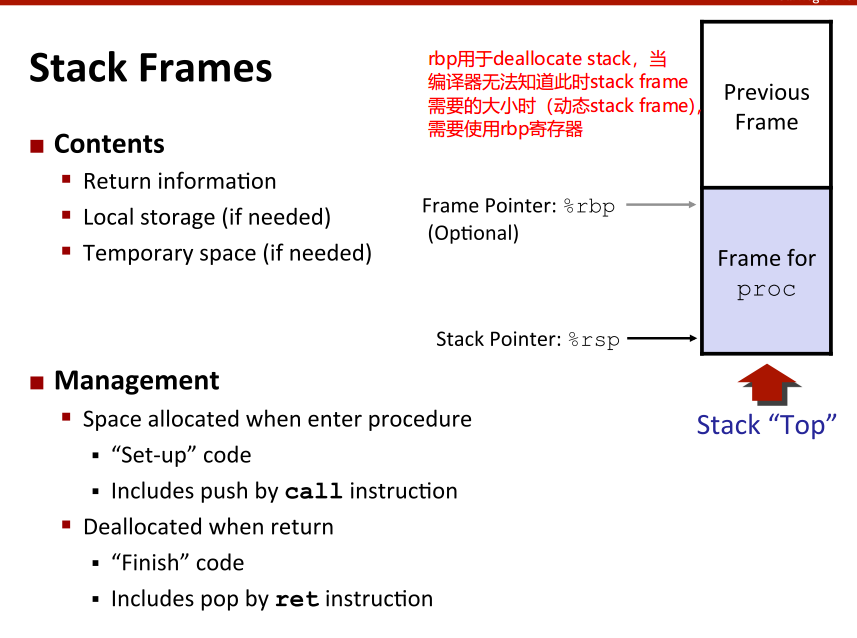 Stack Frames
rbp用于deallocate stack，当
编译器无法知道此时stack frame
需要的大小时（动态stack frame)，
需要使用rbp寄存器
Contents
Return information
Local storage (if needed)
Temporary space (if needed)
Previous
Frame
Frame Pointer: %rbp
(Optional)
Frame for
proc
Stack Pointer: %rsp
Stack “Top”
Management
Space allocated when enter procedure
“Set-up” code
Includes push by call instruction
Deallocated when return
“Finish” code
Includes pop by ret instruction